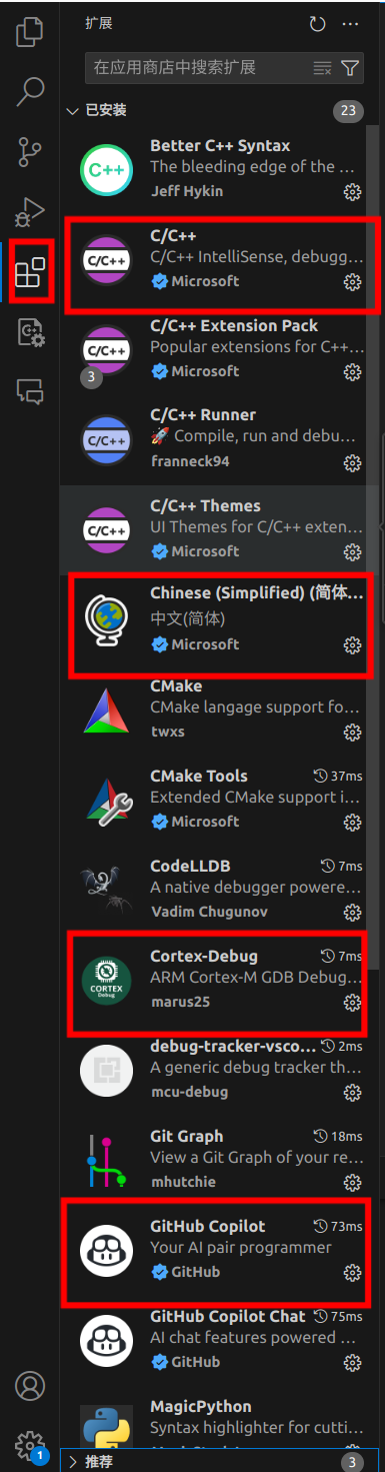 扩展
在应用商店中搜索扩展
已安装
23
Better C++ Syntax
The bleeding edge of the ...
Jeff Hykin
C/C++
C/C++ IntelliSense, debugg...
Microsoft
C/C++ Extension Pack
Popular extensions for C++...
Microsoft
3
C/C++ Runner
🚀 Compile, run and debu...
franneck94
C/C++ Themes
UI Themes for C/C++ exten...
Microsoft
Chinese (Simplified) (简体...
中文(简体)
Microsoft
CMake
CMake langage support fo...
twxs
CMake Tools
37ms
Extended CMake support i...
Microsoft
CodeLLDB
7ms
A native debugger powere...
Vadim Chugunov
Cortex-Debug
7ms
ARM Cortex-M GDB Debug...
marus25
debug-tracker-vsco...
2ms
A generic debug tracker th...
mcu-debug
Git Graph
18ms
View a Git Graph of your re...
mhutchie
GitHub Copilot
73ms
Your AI pair programmer
GitHub
GitHub Copilot Chat
75ms
AI chat features powered ...
GitHub
MagicPython
Syntax highlighter for cutti...
1
推荐
3
C++
C/C++
C/C++
C/C++
C/C++
CORTEX
Debug